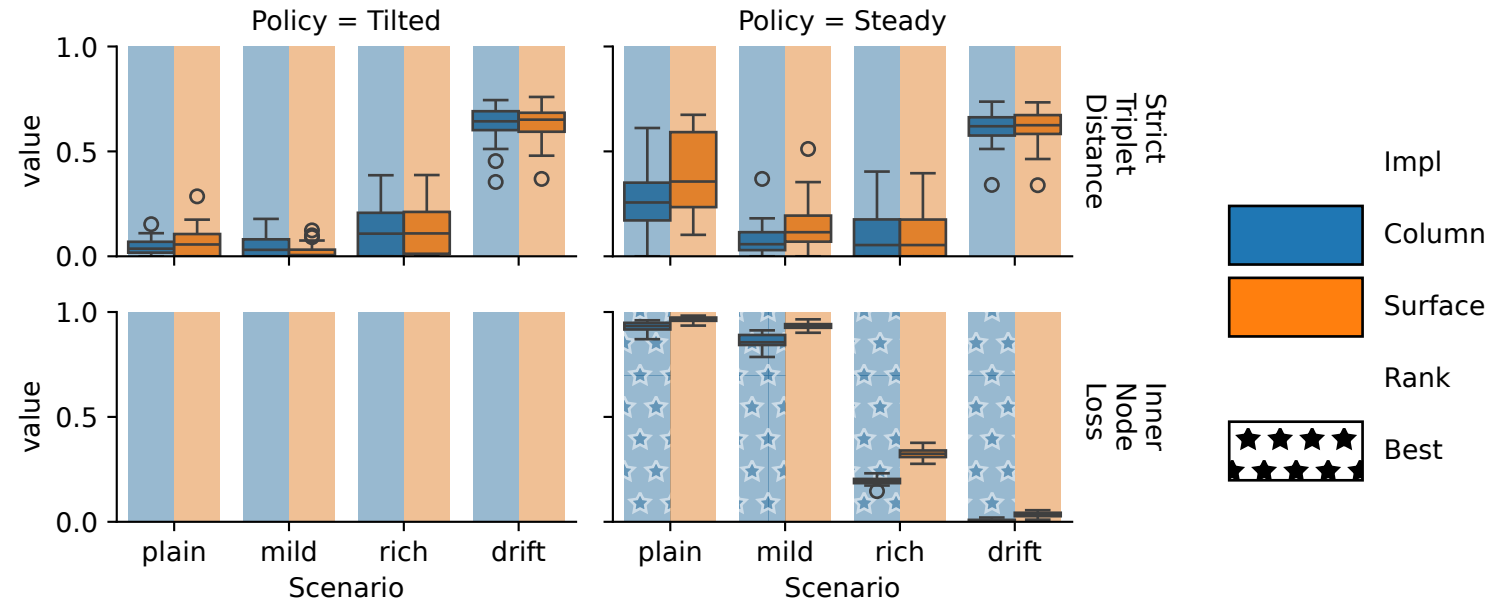 Policy = Tilted
Policy = Steady
1.0
0.5
0.0
value
Strict
Triplet
Distance
1.0
0.5
0.0
value
Inner
Node
Loss
plain
mild
rich
drift
plain
mild
rich
drift
Scenario
Scenario
Impl
Column
Surface
Rank
Best